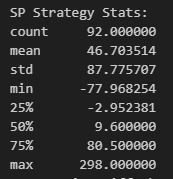 SP Strategy Stats:
count 92.000000
mean 46.703514
std 87.775707
min -77.968254
25% -2.952381
50% 9.600000
75% 80.500000
max 298.000000